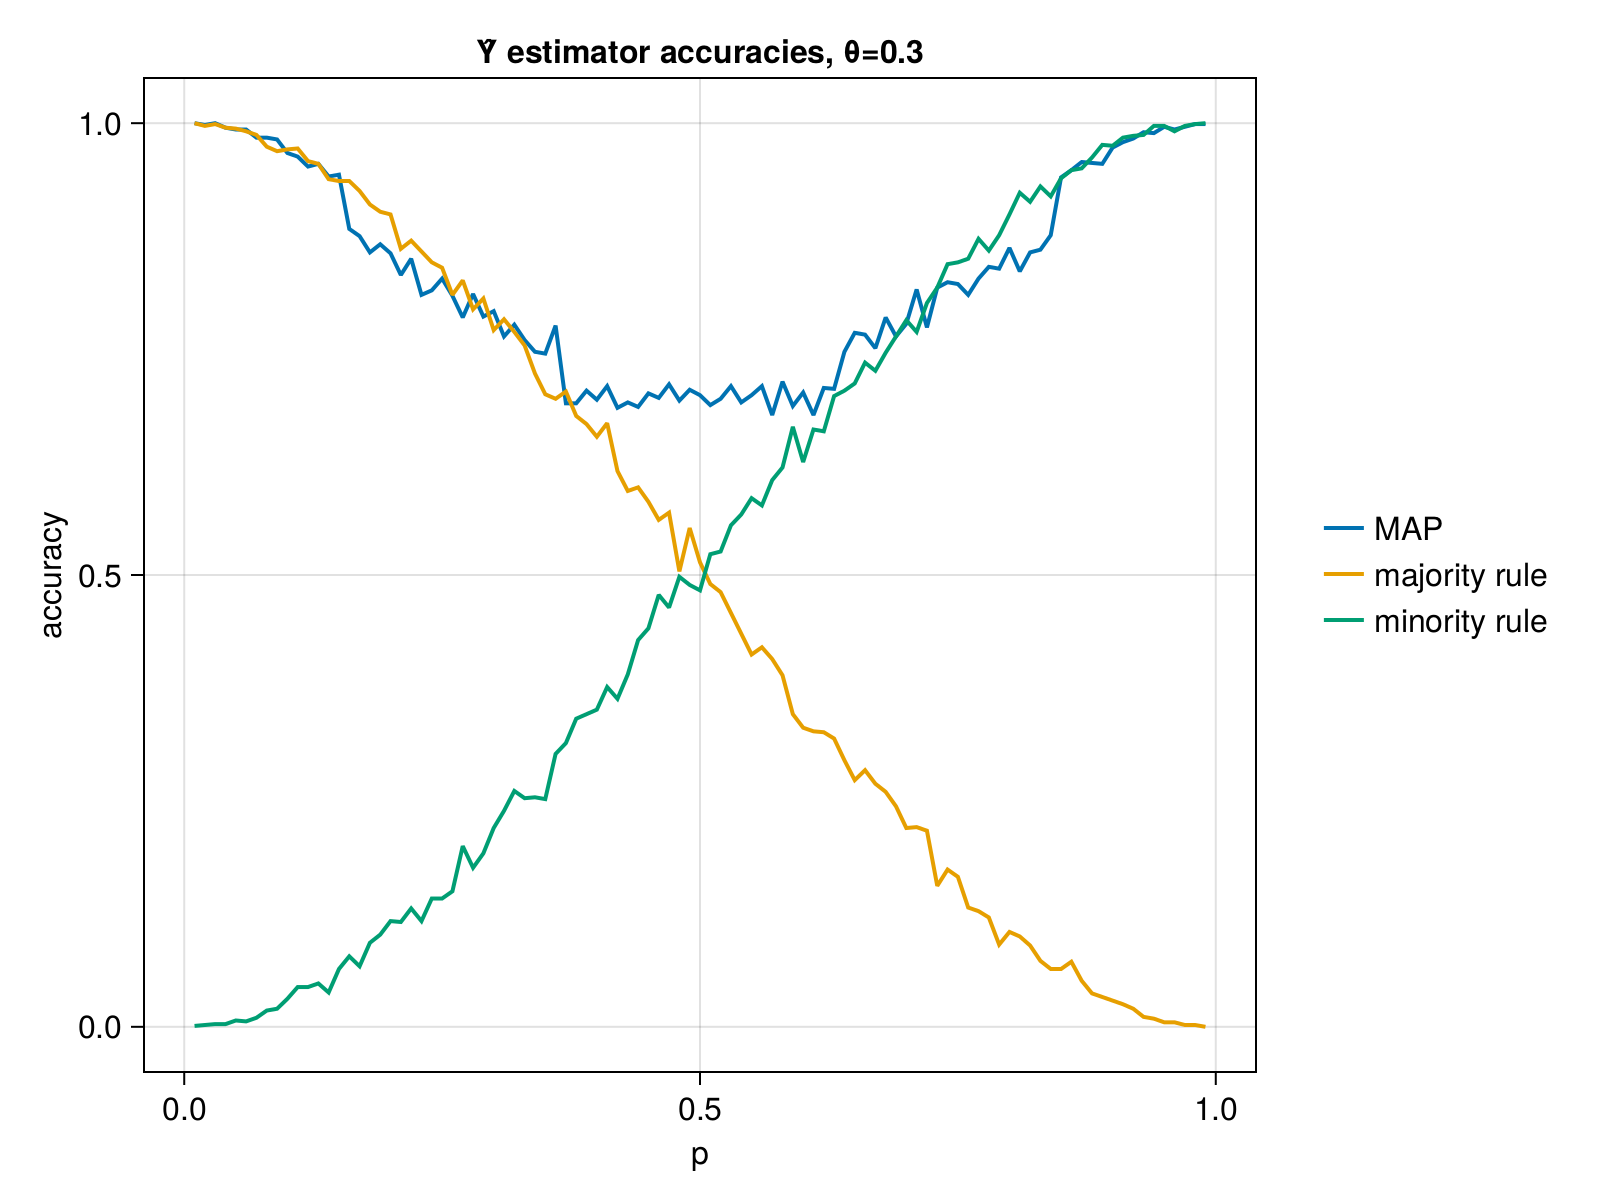 Ŷ estimator accuracies, θ=0.3
accuracy
1.0
0.5
0.0
0.0
0.5
1.0
p
MAP
majority rule
minority rule